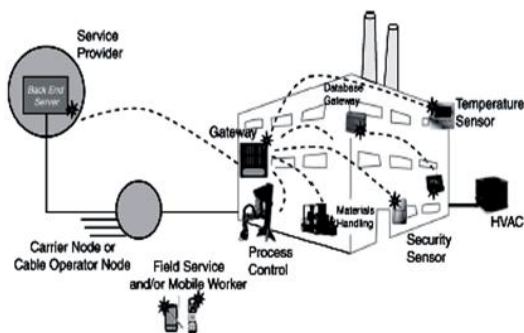 Service
Provider
Back End
Server
Database
Gateway
Temperature
Sensor
Gateway
Carrier Node or
Cable Operator Node
Process
Control
Materials
Handling
Security
Sensor
HVAC
Field Service
and/or Mobile Worker